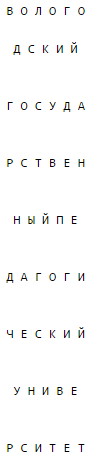 ВОЛОГО
ДСКИЙ
ГОСУДА
РСТВЕН
НЫЙПЕ
ДАГОГИ
ЧЕСКИЙ
УНИВЕ
РСИТЕТ